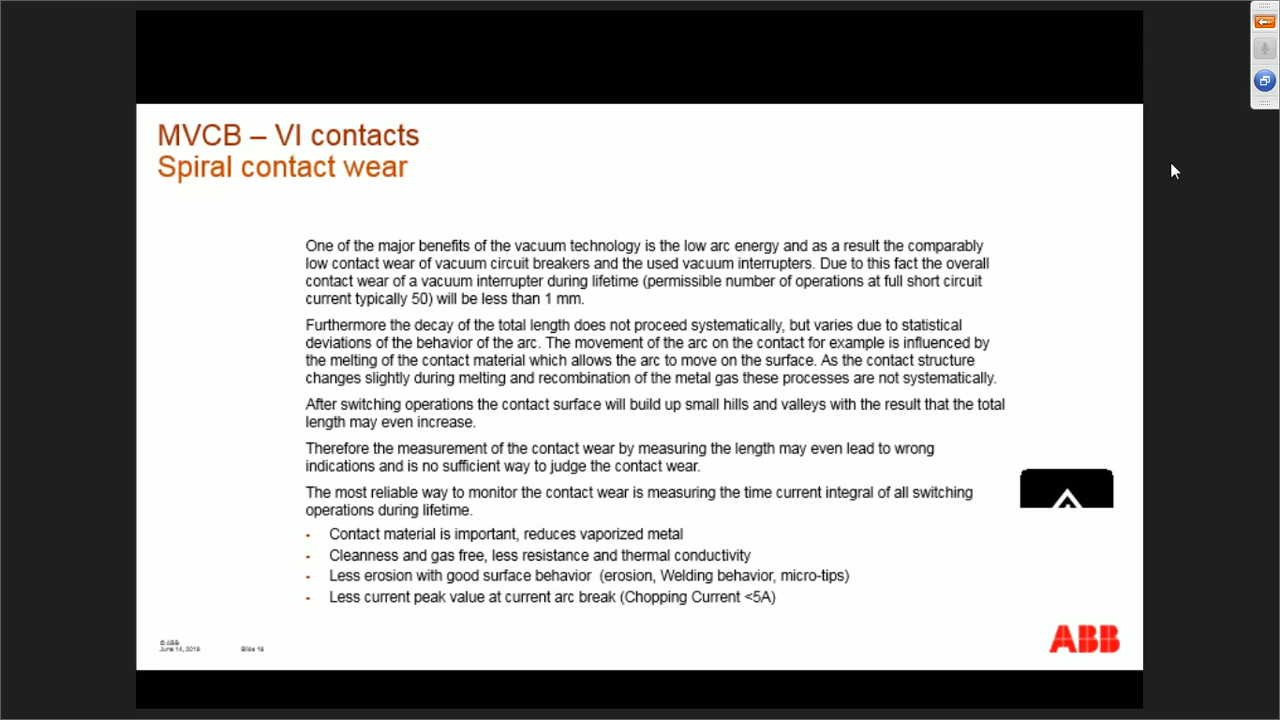 MVCB – VI contacts
Spiral contact wear
One of the major benefits of the vacuum technology is the low arc energy and as a result the comparably
low contact wear of vacuum circuit breakers and the used vacuum interrupters. Due to this fact the overall
contact wear of a vacuum interrupter during lifetime (permissible number of operations at full short circuit
current typically 50) will be less than 1 mm.
Furthermore the decay of the total length does not proceed systematically, but varies due to statistical
deviations of the behavior of the arc. The movement of the arc on the contact for example is influenced by
the melting of the contact material which allows the arc to move on the surface. As the contact structure
changes slightly during melting and recombination of the metal gas these processes are not systematically.
After switching operations the contact surface will build up small hills and valleys with the result that the total
length may even increase.
Therefore the measurement of the contact wear by measuring the length may even lead to wrong
indications and is no sufficient way to judge the contact wear.
The most reliable way to monitor the contact wear is measuring the time current integral of all switching
operations during lifetime.
- Contact material is important, reduces vaporized metal
- Cleanness and gas free, less resistance and thermal conductivity
- Less erosion with good surface behavior (erosion, Welding behavior, micro-tips)
- Less current peak value at current arc break (Chopping Current <5A)
© ABB
June 14, Slide
ABB